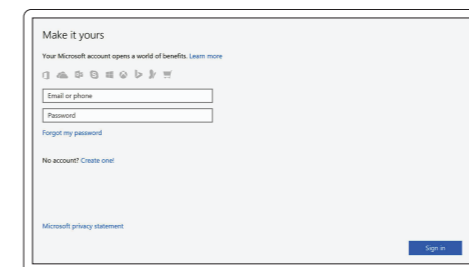 Make it yours
Your Microsoft account opens a world of benefits. Learn more
Email or phone
Password
Forgot my password
No account? Create one!
Microsoft privacy statement
Sign in